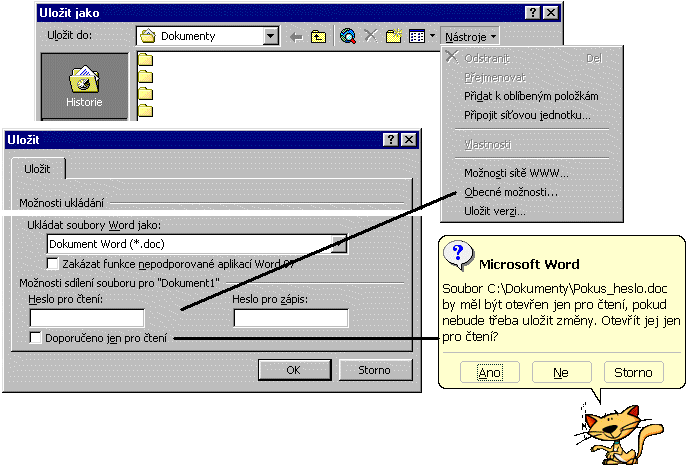 Uložit jako
Uložit do:
Dokumenty
Nástroje
Historie
Odstranit Del
Přejmenovat
Přidat k oblíbeným položkám
Připojit síťovou jednotku...
Vlastnosti
Možnosti sítě WWW...
Obecné možnosti...
Uložit verzi...
Uložit
Uložit
Možnosti ukládání
Ukládat soubory Word jako:
Dokument Word (*.doc)
Zakázat funkce nepodporované aplikací Word 97
Možnosti sdílení souboru pro "Dokument1"
Heslo pro čtení:
Heslo pro zápis:
Doporučeno jen pro čtení
OK
Storno
Microsoft Word
Soubor C:\Dokumenty\Pokus_heslo.doc
by měl být otevřen jen pro čtení, pokud
nebude třeba uložit změny. Otevřít jej jen
pro čtení?
Ano
Ne
Storno